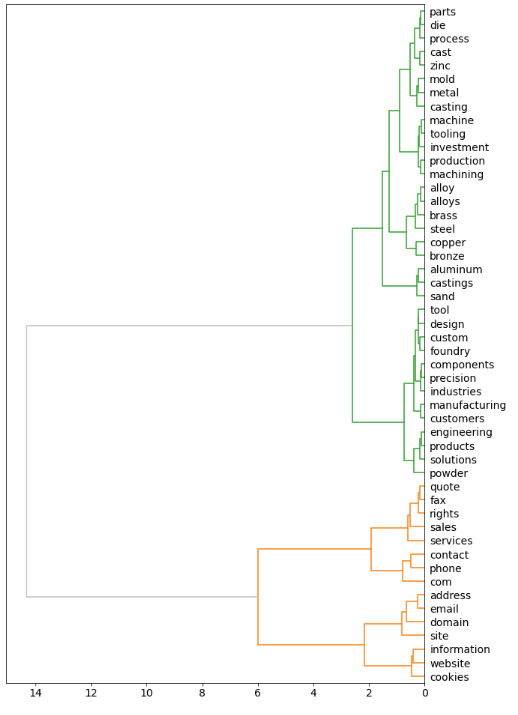 parts
die
process
cast
zinc
mold
metal
casting
machine
tooling
investment
production
machining
alloy
alloys
brass
steel
copper
bronze
aluminum
castings
sand
tool
design
custom
foundry
components
precision
industries
manufacturing
customers
engineering
products
solutions
powder
quote
fax
rights
sales
services
contact
phone
com
address
email
domain
site
information
website
cookies
14 12 10 8 6 4 2 0